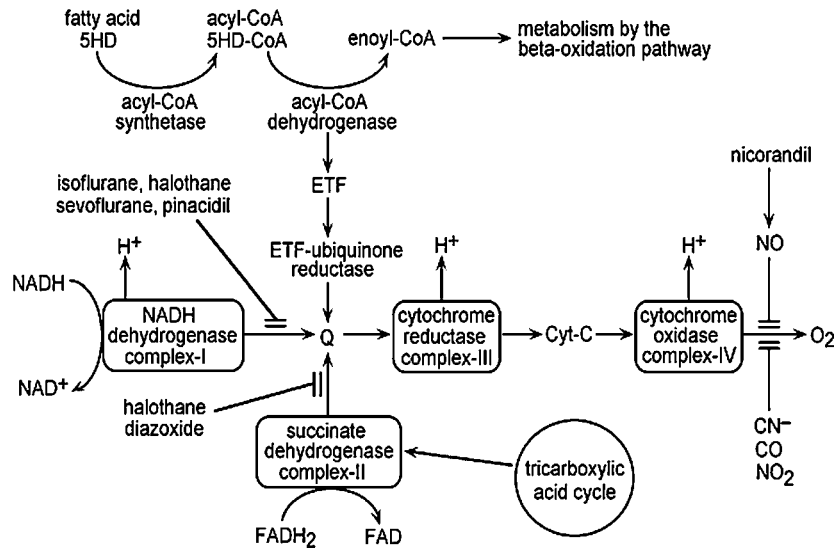 fatty acid
5HD
acyl-CoA
5HD-CoA
enoyl-CoA
metabolism by the
beta-oxidation pathway
acyl-CoA
synthetase
acyl-CoA
dehydrogenase
nicorandil
isoflurane, halothane
sevoflurane, pinacidil
ETF
H+
ETF-ubiquinone
reductase
H+
H+
NO
NADH
NADH
dehydrogenase
complex-I
Q
cytochrome
reductase
complex-III
Cyt-C
cytochrome
oxidase
complex-IV
O2
NAD+
halothane
diazoxide
succinate
dehydrogenase
complex-II
tricarboxylic
acid cycle
CN−
CO
NO2
FADH2
FAD